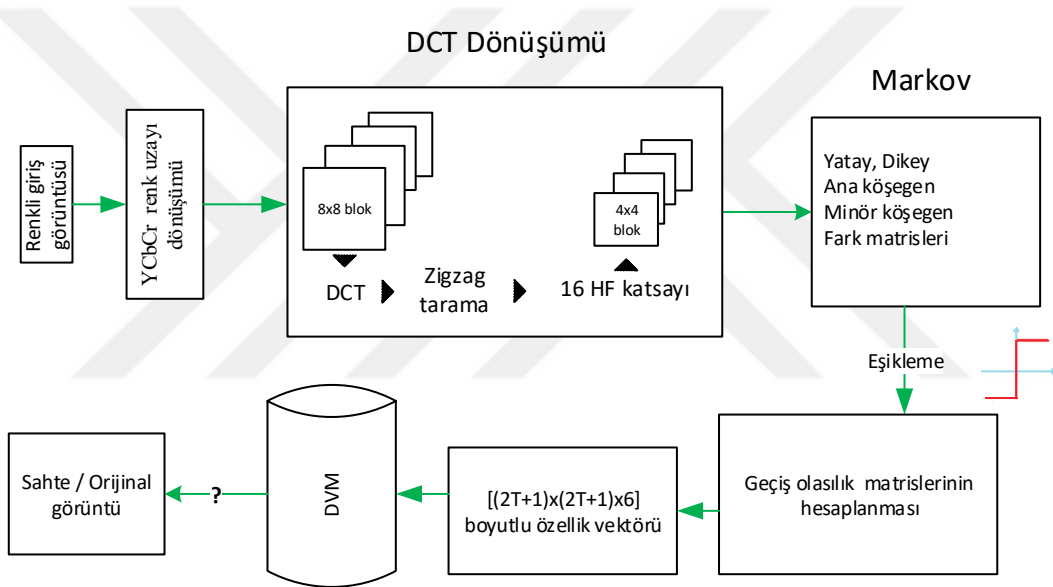 DCT Dönüşümü
Markov
Renkli giriş
görüntüsü
YCbCr renk uzayı
dönüşümü
8x8 blok
DCT
Zigzag
tarama
16 HF katsayı
4x4
blok
Yatay, Dikey
Ana köşegen
Minör köşegen
Fark matrisleri
Eşikleme
Geçiş olasılık matrislerinin
hesaplanması
[(2T+1)x(2T+1)x6]
boyutlu özellik vektörü
DVM
?
Sahte / Orijinal
görüntü